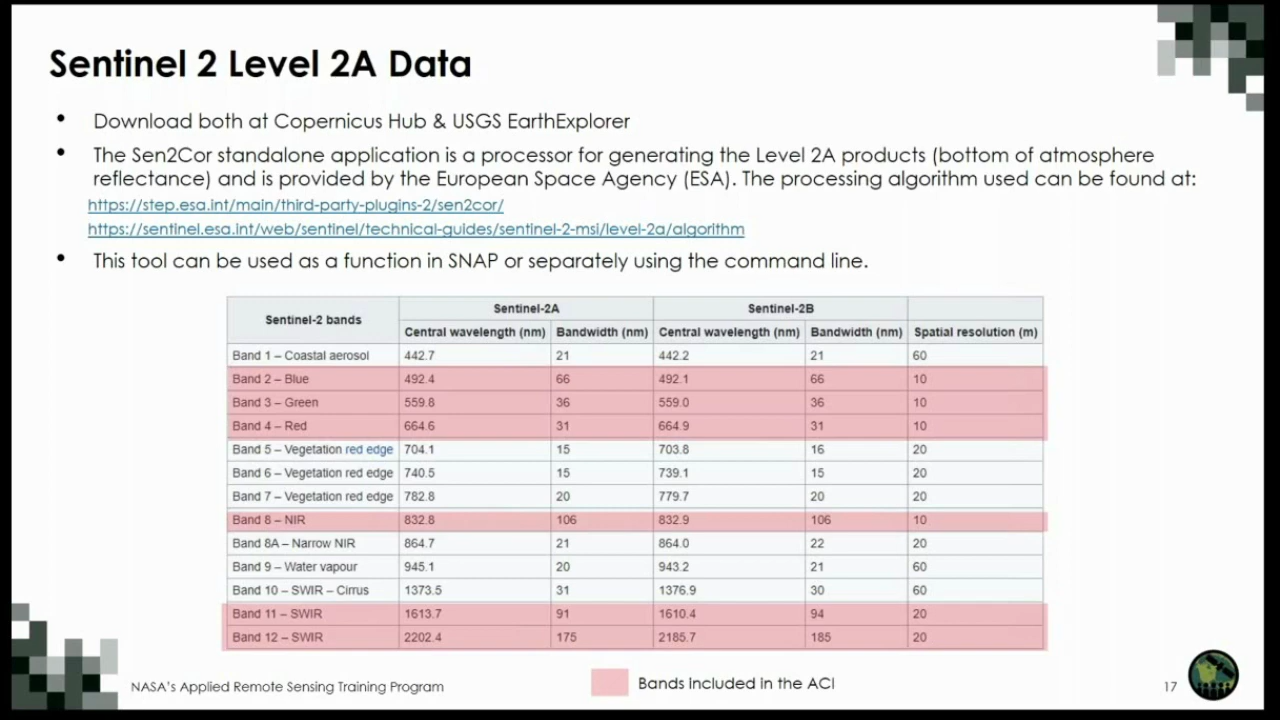 Sentinel 2 Level 2A Data
• Download both at Copernicus Hub & USGS EarthExplorer
• The Sen2Cor standalone application is a processor for generating the Level 2A products (bottom of atmosphere
reflectance) and is provided by the European Space Agency (ESA). The processing algorithm used can be found at:
https://step.esa.int/main/third-party-plugins-2/sen2cor/
https://sentinel.esa.int/web/sentinel/technical-guides/sentinel-2-msi/level-2a/algorithm
• This tool can be used as a function in SNAP or separately using the command line.
Sentinel-2 bands Sentinel-2A Sentinel-2B
Central wavelength (nm) Bandwidth (nm) Central wavelength (nm) Bandwidth (nm) Spatial resolution (m)
Band 1 – Coastal aerosol 442.7 21 442.2 21 60
Band 2 – Blue 492.4 66 492.1 66 10
Band 3 – Green 559.8 36 559.0 36 10
Band 4 – Red 664.6 31 664.9 31 10
Band 5 – Vegetation red edge 704.1 15 703.8 16 20
Band 6 – Vegetation red edge 740.5 15 739.1 15 20
Band 7 – Vegetation red edge 782.8 20 779.7 20 20
Band 8 – NIR 832.8 106 832.9 106 10
Band 8A – Narrow NIR 864.7 21 864.0 22 20
Band 9 – Water vapour 945.1 20 943.2 21 60
Band 10 – SWIR – Cirrus 1373.5 31 1376.9 30 60
Band 11 – SWIR 1613.7 91 1610.4 94 20
Band 12 – SWIR 2202.4 175 2185.7 185 20
Bands Included in the ACI
NASA's Applied Remote Sensing Training Program
17